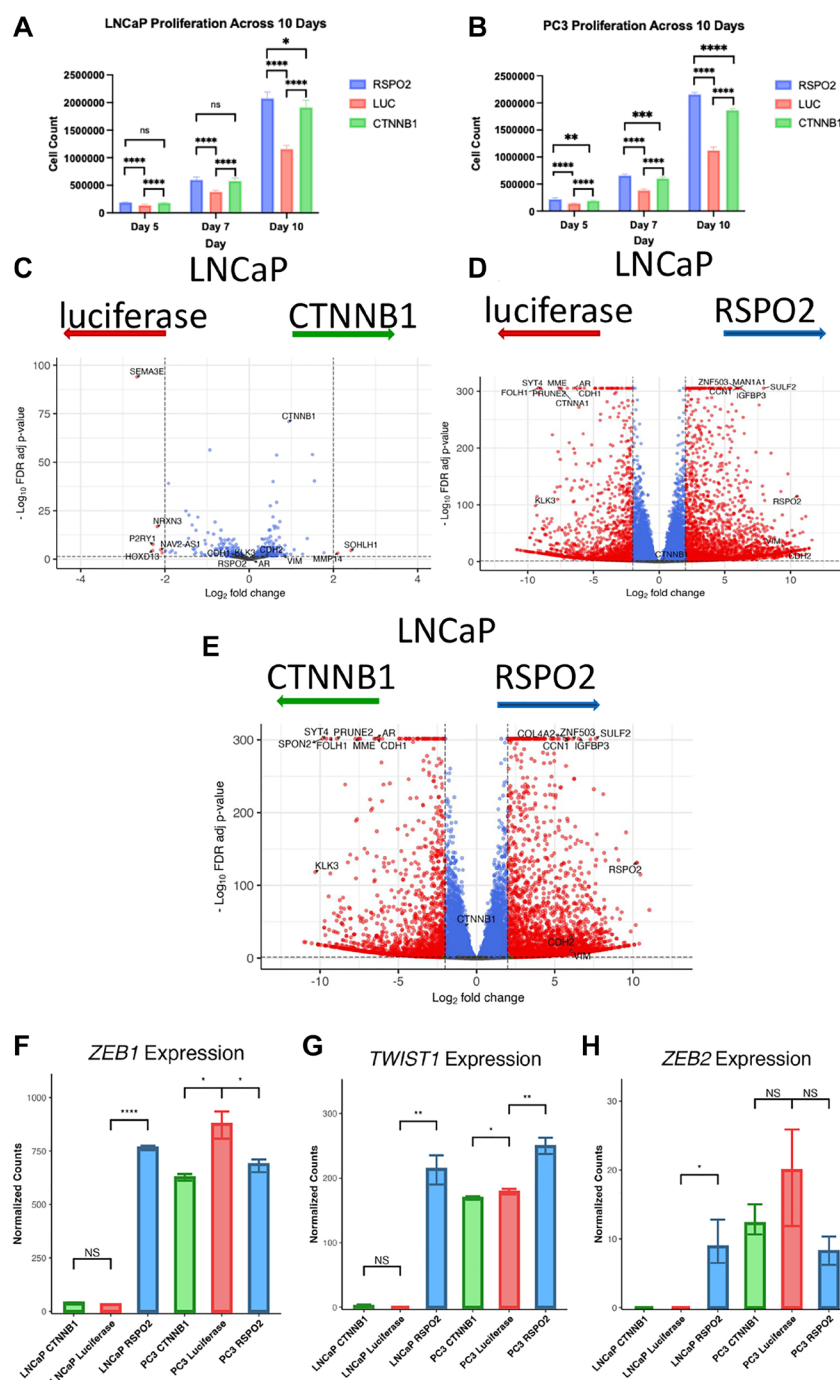 A
LNCaP Proliferation Across 10 Days
Cell Count
2500000
2000000
1500000
1000000
500000
0
ns
****
****
ns
****
****
*
****
****
Day 5
Day 7
Day 10
Day
RSPO2
LUC
CTNNB1
B
PC3 Proliferation Across 10 Days
Cell Count
2500000
2000000
1500000
1000000
500000
0
**
****
****
***
****
****
****
****
****
Day 5
Day 7
Day 10
Day
RSPO2
LUC
CTNNB1
C
LNCaP
luciferase
CTNNB1
- Log10 FDR adj p-value
100
75
50
25
0
SEMA3E
CTNNB1
NRXN3
P2RY1
NAV2-AS1
HOXD13
CDH1
KLK3
CDH2
RSPO2
AR
VIM
MMP14
SOHLH1
-4
-2
0
2
4
Log2 fold change
D
LNCaP
luciferase
RSPO2
- Log10 FDR adj p-value
300
200
100
0
SYT4
MME
AR
FOLH1
PRUNE2
CDH1
CTNNA1
ZNF503
MAN1A1
CCN1
SULF2
IGFBP3
KLK3
RSPO2
VIM
CTNNB1
CDH2
-10
-5
0
5
10
Log2 fold change
E
LNCaP
CTNNB1
RSPO2
- Log10 FDR adj p-value
300
200
100
0
SYT4
PRUNE2
AR
SPON2
FOLH1
MME
CDH1
COL4A2
ZNF503
SULF2
CCN1
IGFBP3
KLK3
RSPO2
CTNNB1
CDH2
VIM
-10
-5
0
5
10
Log2 fold change
F
ZEB1 Expression
Normalized Counts
1000
750
500
250
0
NS
****
*
*
LNCaP CTNNB1
LNCaP Luciferase
LNCaP RSPO2
PC3 CTNNB1
PC3 Luciferase
PC3 RSPO2
G
TWIST1 Expression
Normalized Counts
300
200
100
0
NS
**
*
**
LNCaP CTNNB1
LNCaP Luciferase
LNCaP RSPO2
PC3 CTNNB1
PC3 Luciferase
PC3 RSPO2
H
ZEB2 Expression
Normalized Counts
30
20
10
0
*
NS
NS
LNCaP CTNNB1
LNCaP Luciferase
LNCaP RSPO2
PC3 CTNNB1
PC3 Luciferase
PC3 RSPO2